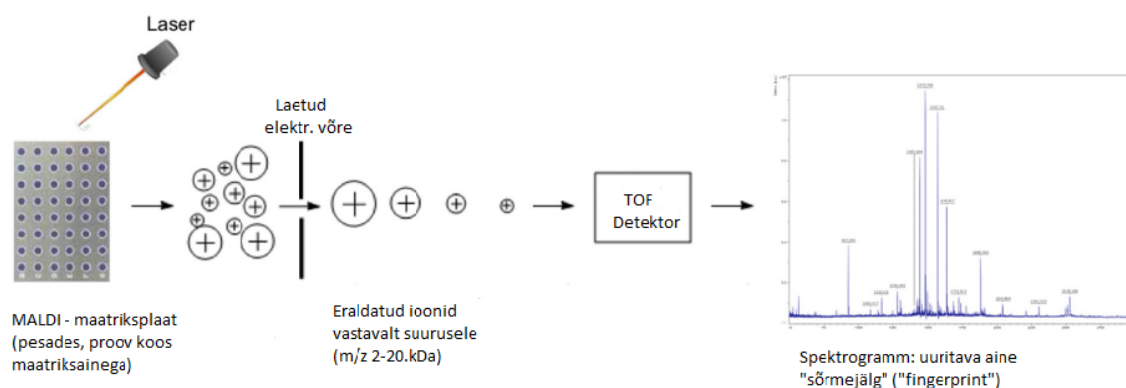 Laser
Laetud
elektr. võre
TOF
Detektor
MALDI - maatriksplaat
(pesades, proov koos
maatriksainega)
Eraldatud ioonid
vastavalt suurusele
(m/z 2-20.kDa)
Spektrogramm: uuritava aine
"sõrmejälg" ("fingerprint")